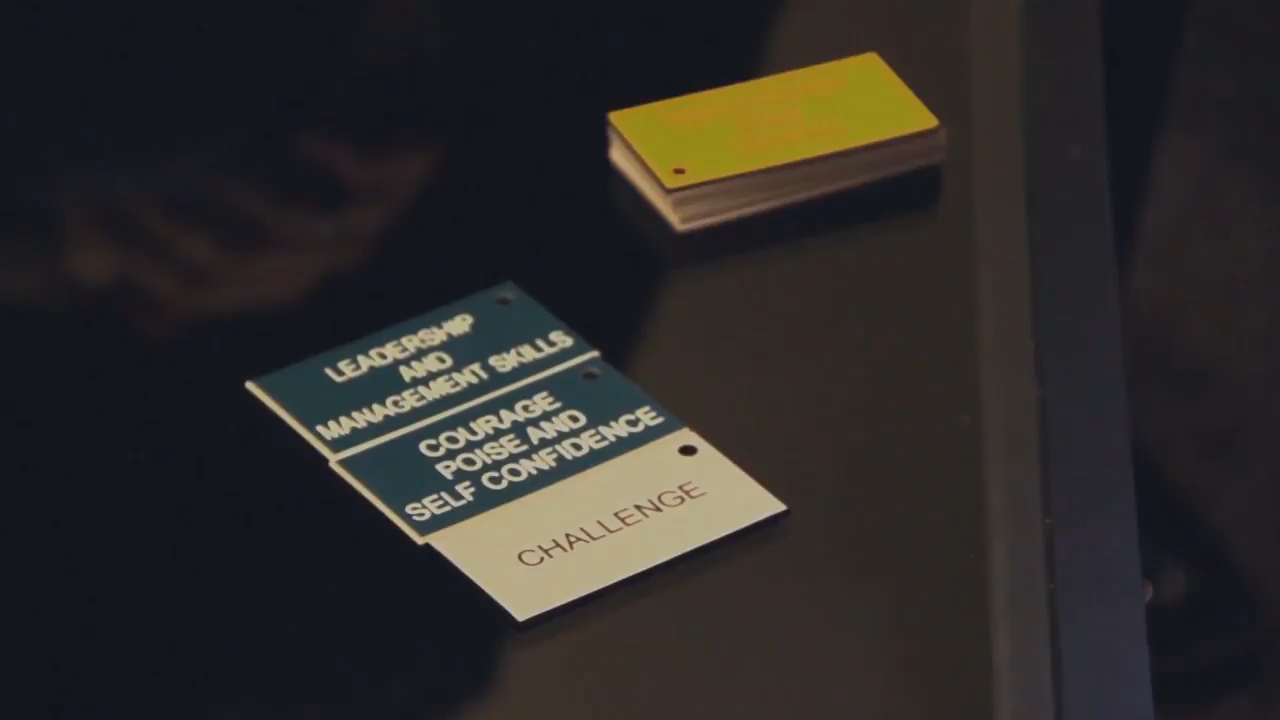 LEADERSHIP
AND
MANAGEMENT SKILLS
COURAGE
POISE AND
SELF CONFIDENCE
CHALLENGE